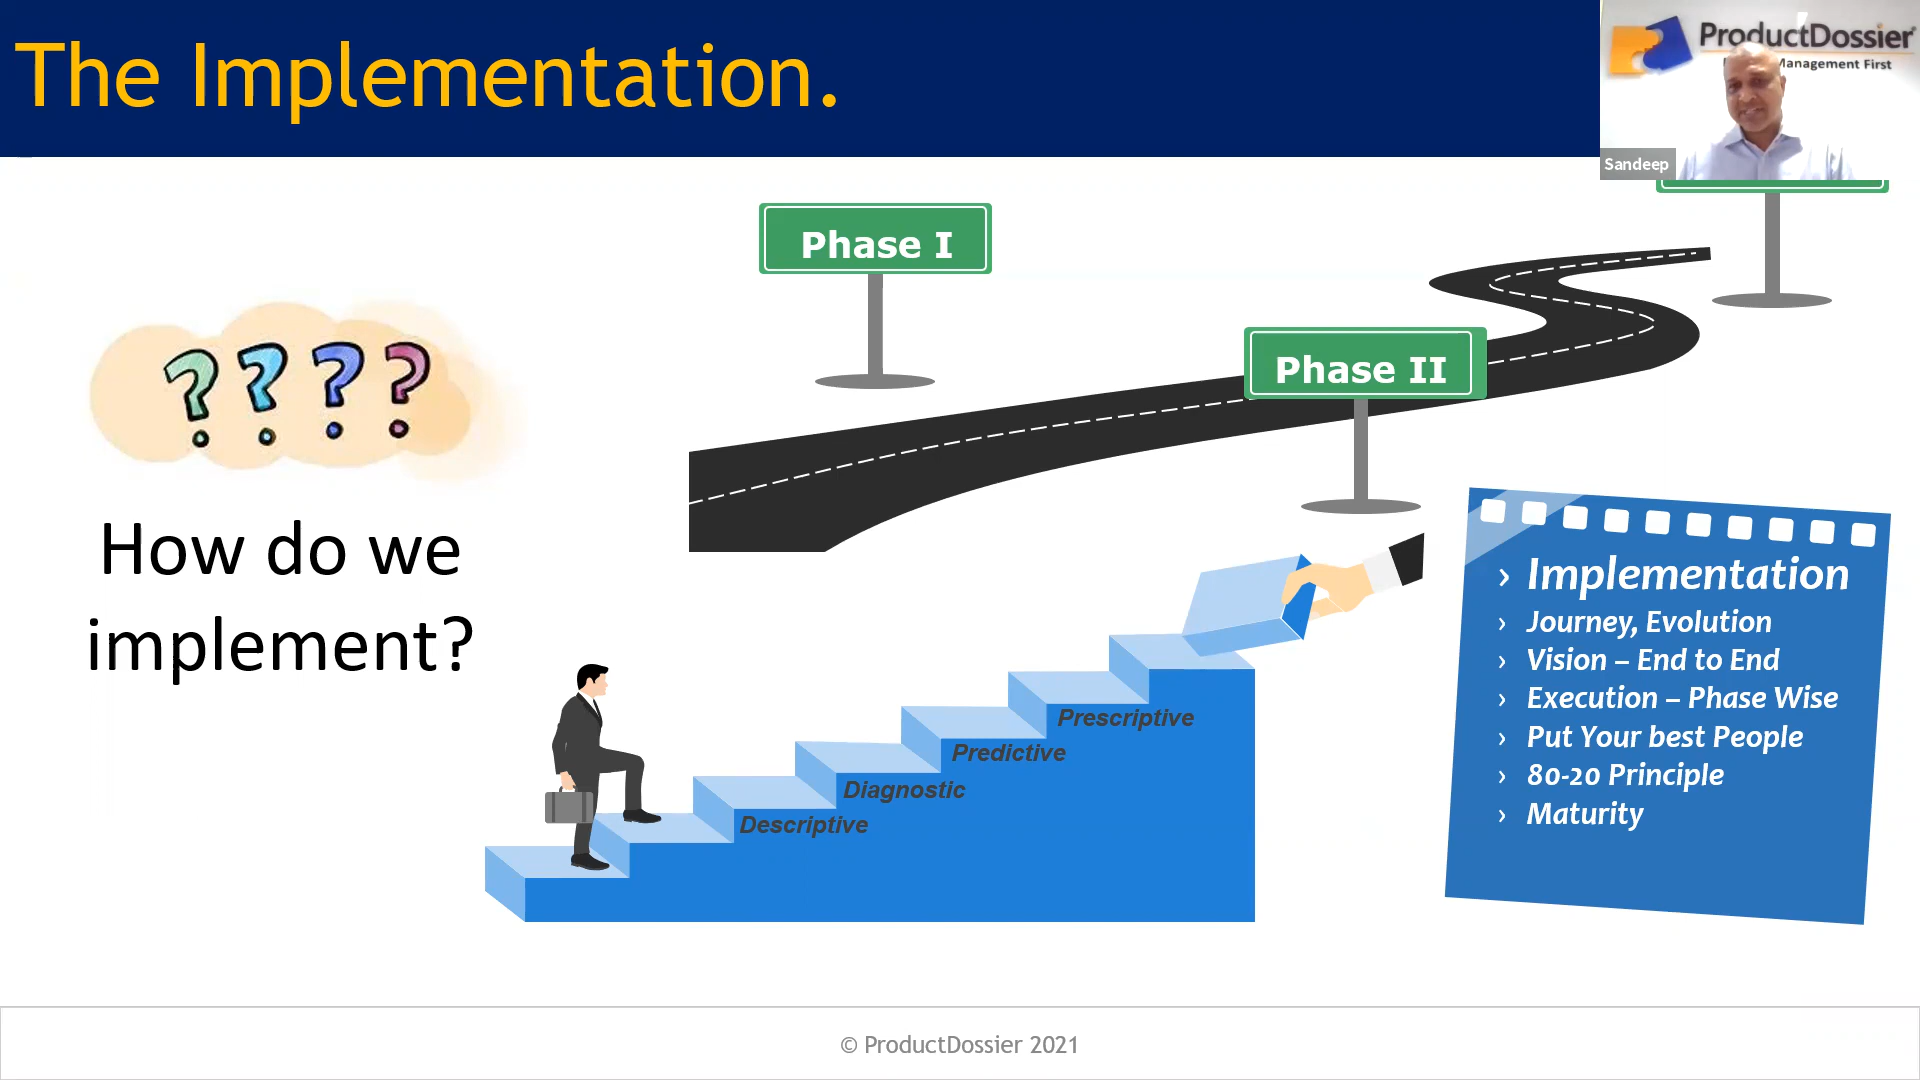 The Implementation.
ProductDossier
Management First
Sandeep
Phase I
Phase II
? ? ? ?
How do we
implement?
Prescriptive
Predictive
Diagnostic
Descriptive
› Implementation
› Journey, Evolution
› Vision – End to End
› Execution – Phase Wise
› Put Your best People
› 80-20 Principle
› Maturity
© ProductDossier 2021